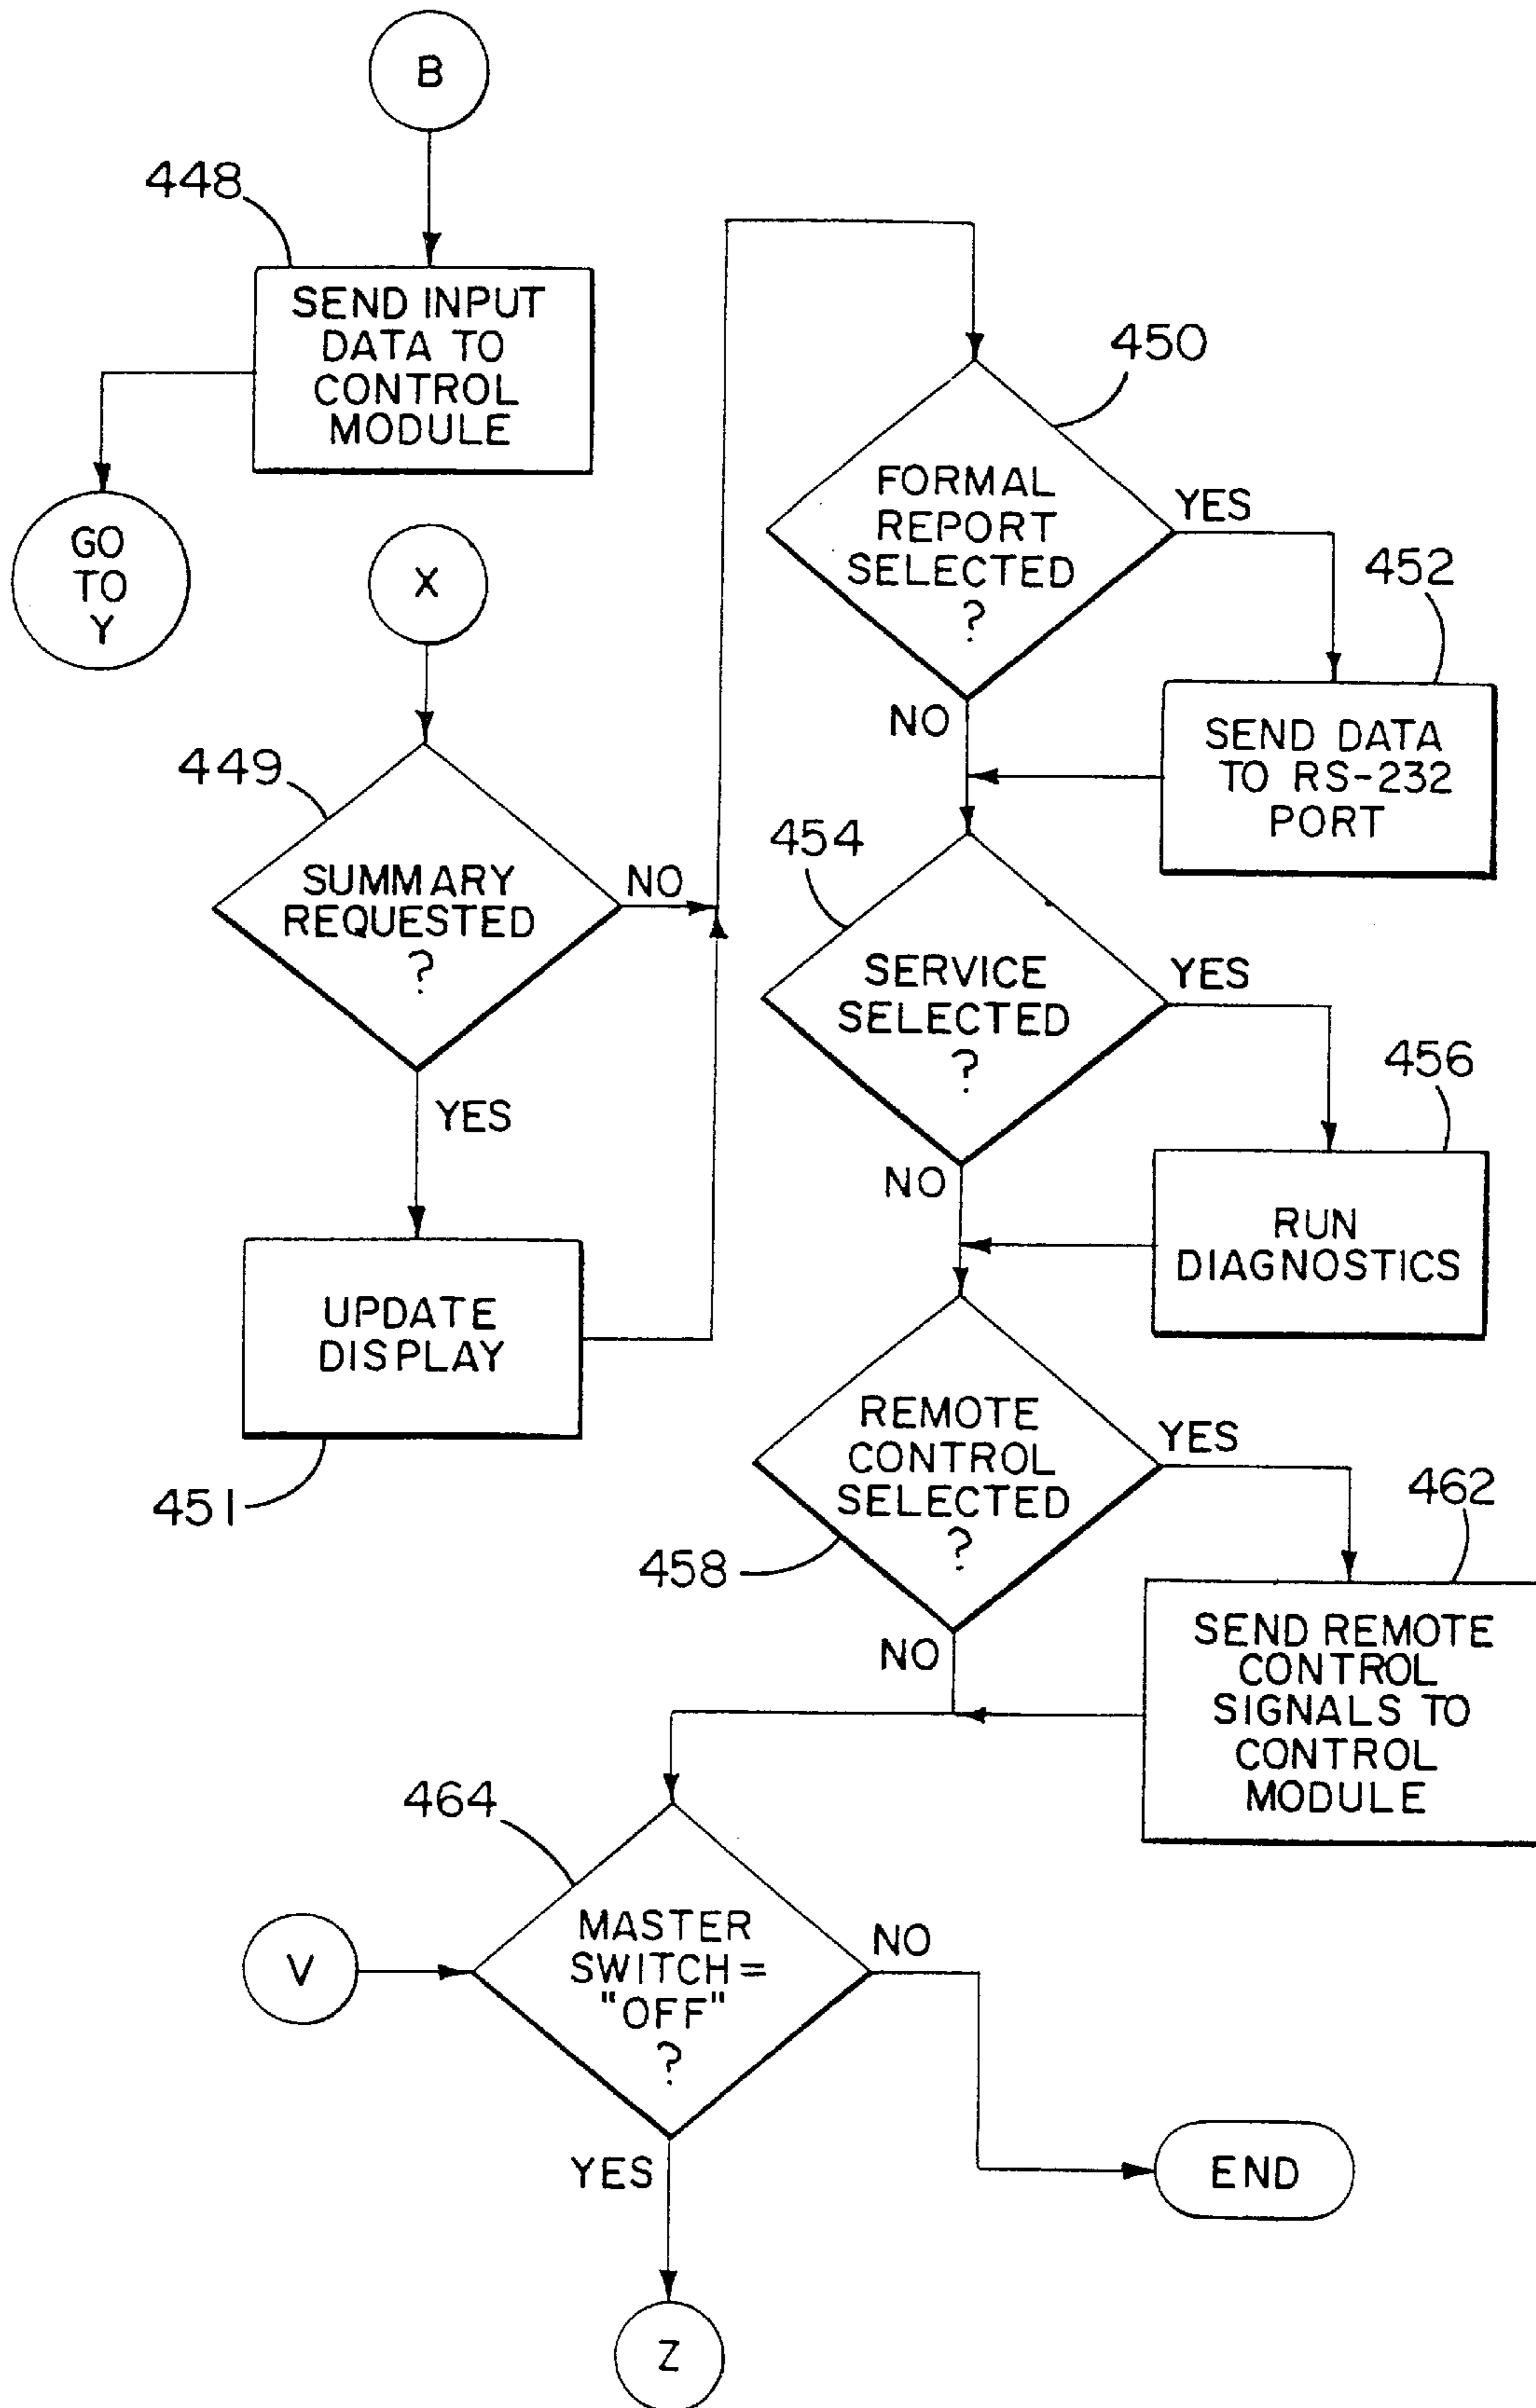 B
448
SEND INPUT
DATA TO
CONTROL
MODULE
GO
TO
Y
X
449
SUMMARY
REQUESTED
?
NO
YES
UPDATE
DISPLAY
451
450
FORMAL
REPORT
SELECTED
?
YES
NO
452
SEND DATA
TO RS-232
PORT
454
SERVICE
SELECTED
?
YES
NO
456
RUN
DIAGNOSTICS
REMOTE
CONTROL
SELECTED
?
458
YES
NO
462
SEND REMOTE
CONTROL
SIGNALS TO
CONTROL
MODULE
464
V
MASTER
SWITCH=
"OFF"
?
NO
YES
END
Z